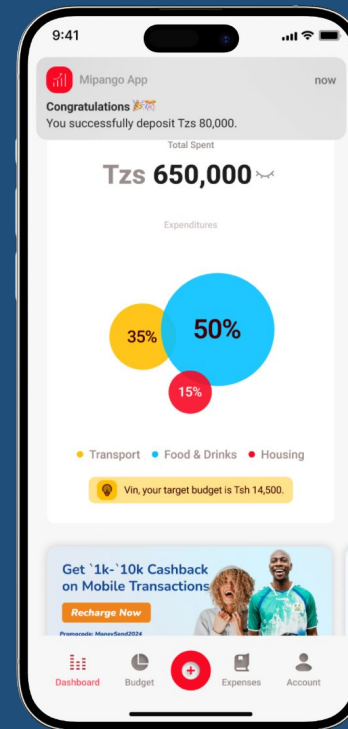 9:41
Mipango App
now
Congratulations 🎉🎊
You successfully deposit Tzs 80,000.
Total Spent
Tzs 650,000
Expenditures
35%
50%
15%
Transport
Food & Drinks
Housing
Vin, your target budget is Tsh 14,500.
Get `1k-`10k Cashback
on Mobile Transactions
Recharge Now
Promocode: MoneySend2024
Dashboard
Budget
Expenses
Account